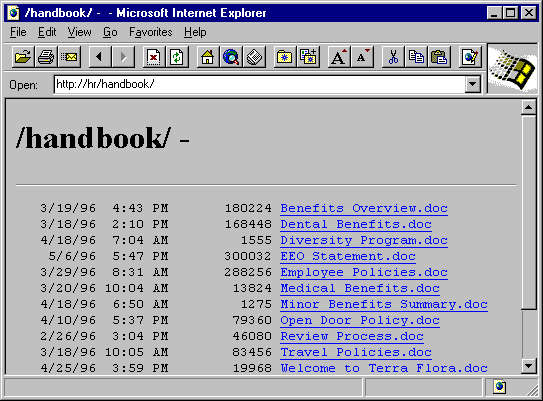 /handbook/ -  - Microsoft Internet Explorer
File Edit View Go Favorites Help
A A
Open: http://hr/handbook/
/handbook/ -
3/19/96 4:43 PM 180224 Benefits Overview.doc
3/18/96 2:10 PM 168448 Dental Benefits.doc
4/18/96 7:04 AM 1555 Diversity Program.doc
5/6/96 5:47 PM 300032 EEO Statement.doc
3/29/96 8:31 AM 288256 Employee Policies.doc
3/20/96 10:04 AM 13824 Medical Benefits.doc
4/18/96 6:50 AM 1275 Minor Benefits Summary.doc
4/10/96 5:37 PM 79360 Open Door Policy.doc
2/26/96 3:04 PM 46080 Review Process.doc
3/18/96 10:05 AM 83456 Travel Policies.doc
4/25/96 3:59 PM 19968 Welcome to Terra Flora.doc